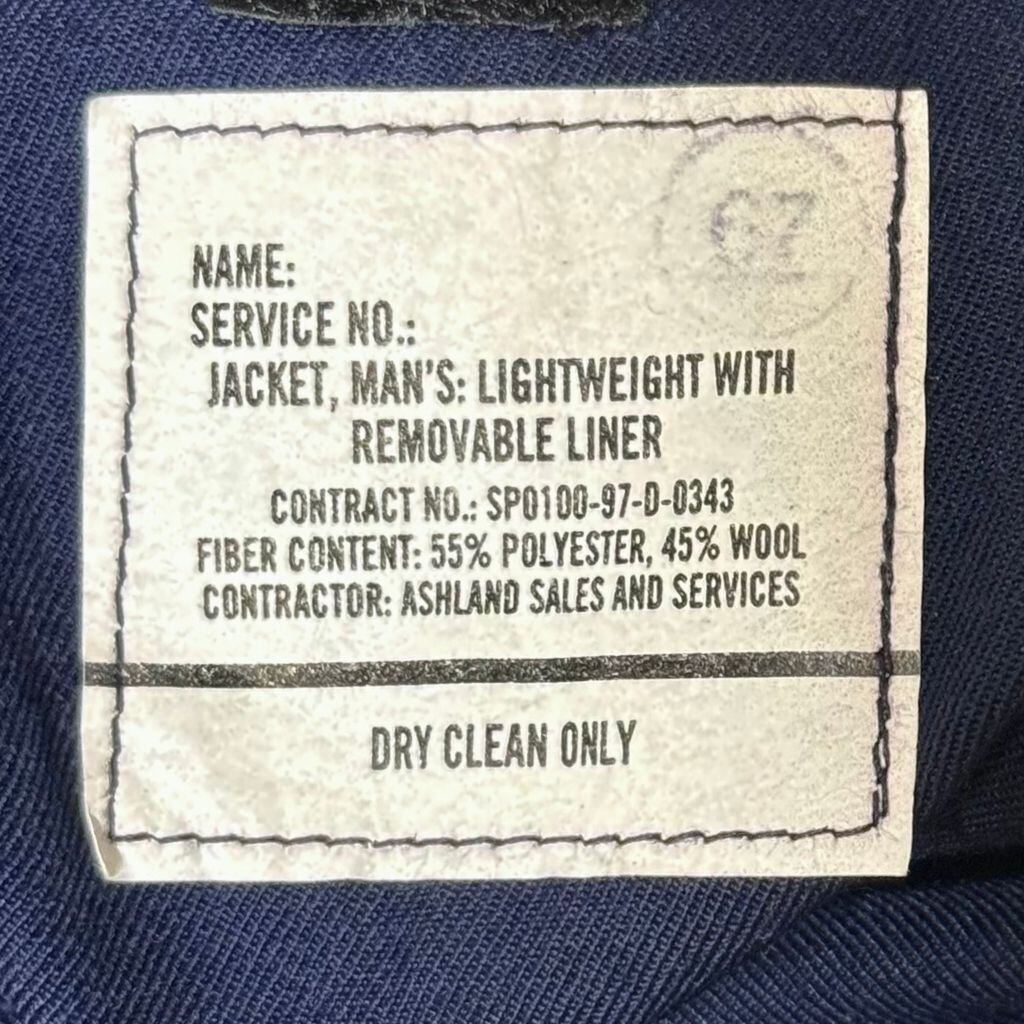 NAME:
SERVICE NO.:
JACKET, MAN'S: LIGHTWEIGHT WITH
REMOVABLE LINER
CONTRACT NO.: SP0100-97-D-0343
FIBER CONTENT: 55% POLYESTER, 45% WOOL
CONTRACTOR: ASHLAND SALES AND SERVICES
DRY CLEAN ONLY